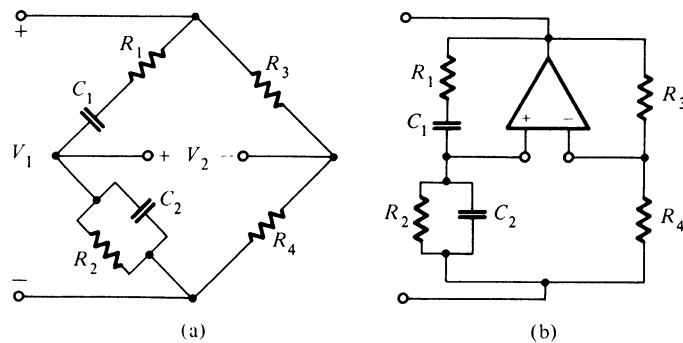 +
R1
C1
R3
V1
+ V2 --
C2
R2
R4
−
(a)
R1
C1
+ −
R3
R2
C2
R4
(b)